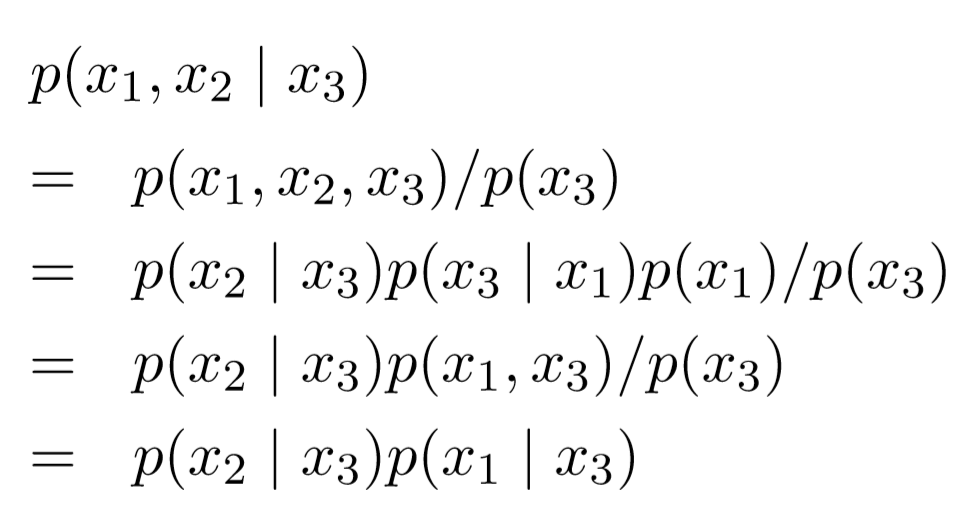 p(x₁, x₂ | x₃)
= p(x₁, x₂, x₃)/p(x₃)
= p(x₂ | x₃)p(x₃ | x₁)p(x₁)/p(x₃)
= p(x₂ | x₃)p(x₁, x₃)/p(x₃)
= p(x₂ | x₃)p(x₁ | x₃)